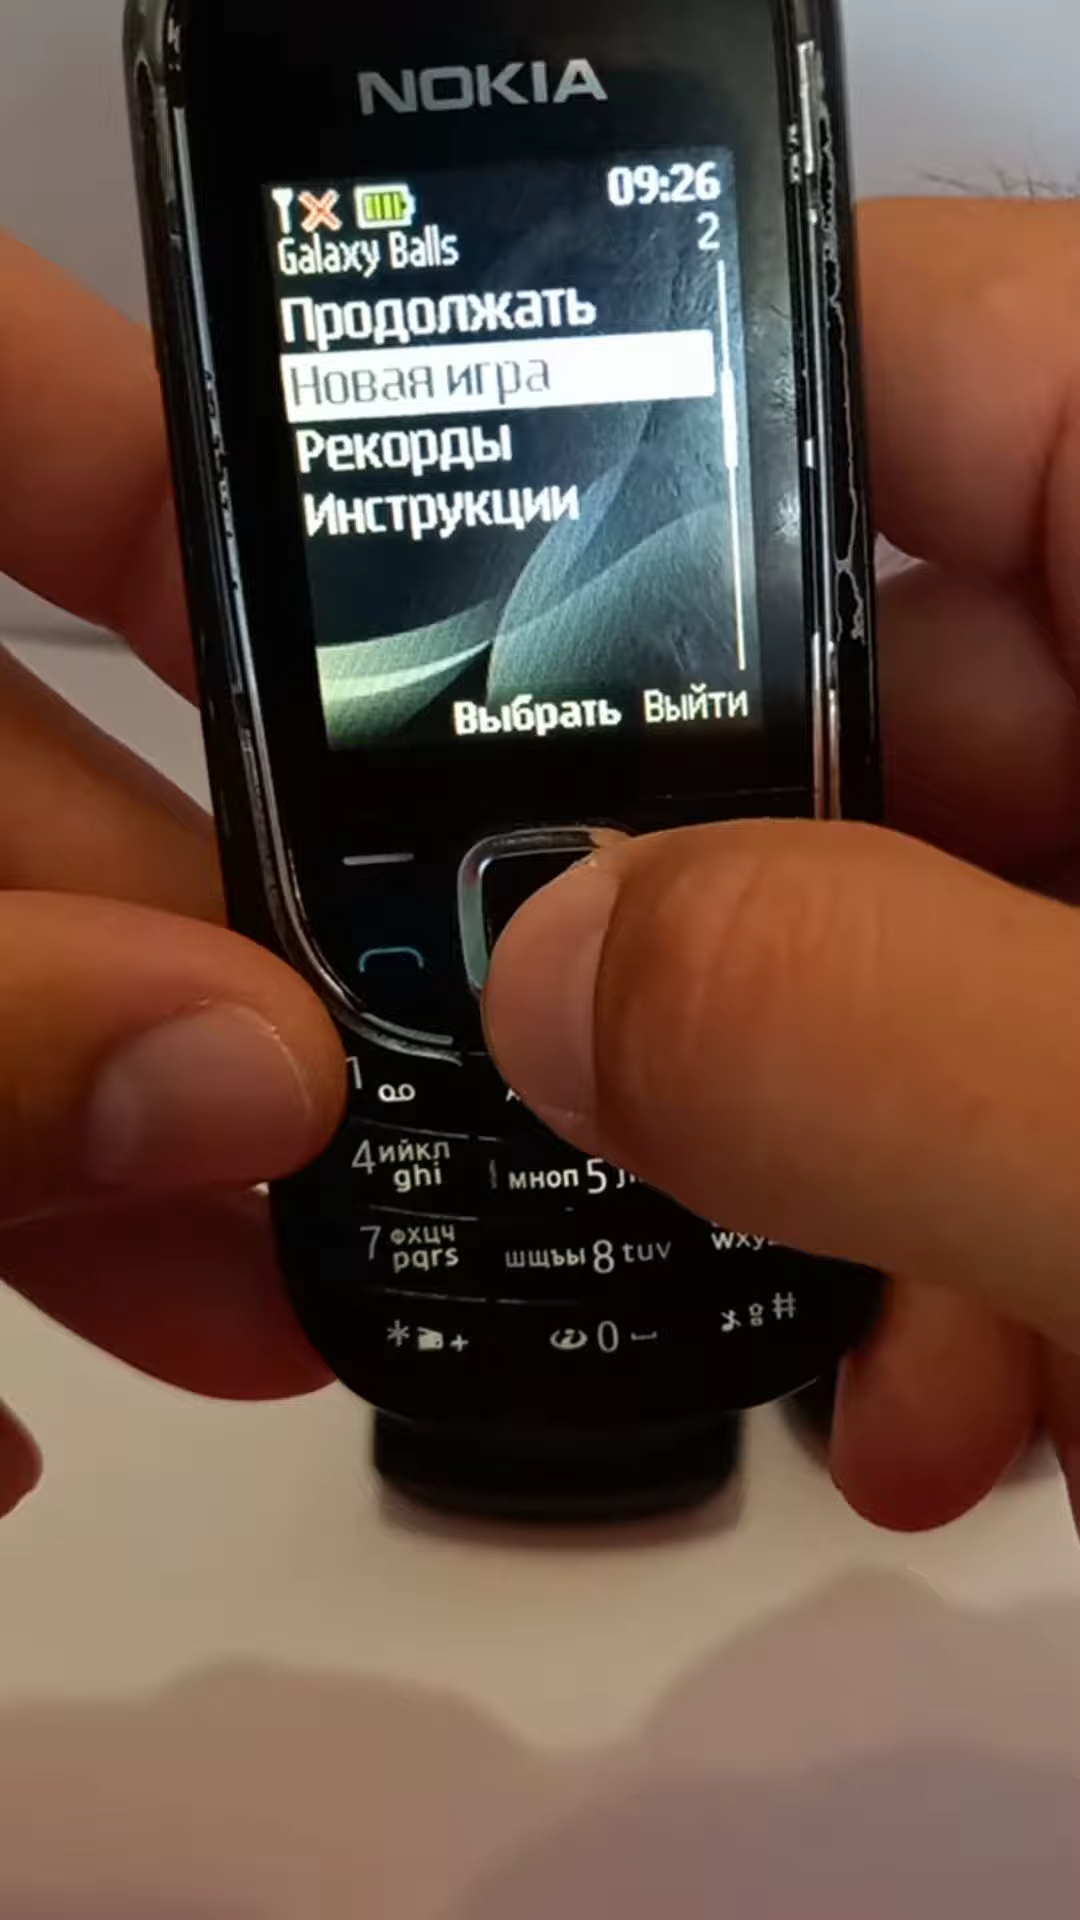 NOKIA
09:26
Galaxy Balls 2
Продолжать
Новая игра
Рекорды
Инструкции
Выбрать Выйти
1
4 ийкл ghi
мноп 5
7 фхцч pqrs
шщъы 8 tuv
* +
0
#